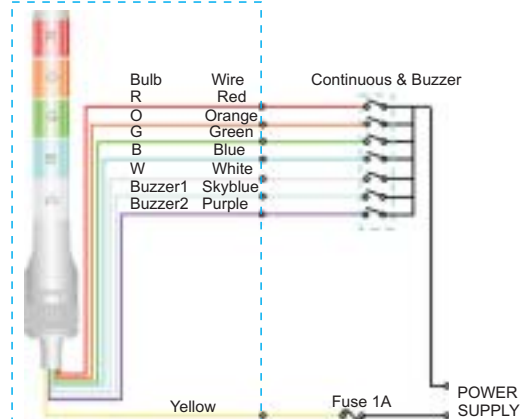 Bulb Wire Continuous & Buzzer
R Red
O Orange
G Green
B Blue
W White
Buzzer1 Skyblue
Buzzer2 Purple
Yellow Fuse 1A POWER
SUPPLY